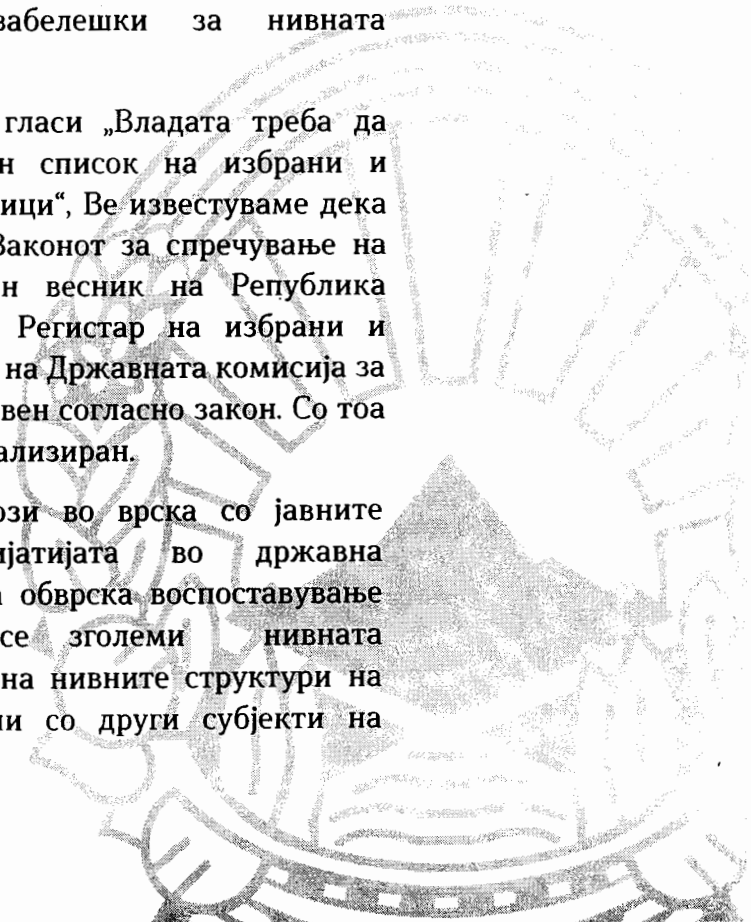 забелешки за нивната
гласи „Владата треба да
н список на избрани и
ици“, Ве известуваме дека
Законот за спречување на
н весник на Република
Регистар на избрани и
на Државната комисија за
вен согласно закон. Со тоа
ализиран.
ози во врска со јавните
ијатијата во државна
а обврска воспоставување
се зголеми нивната
на нивните структури на
ни со други субјекти на